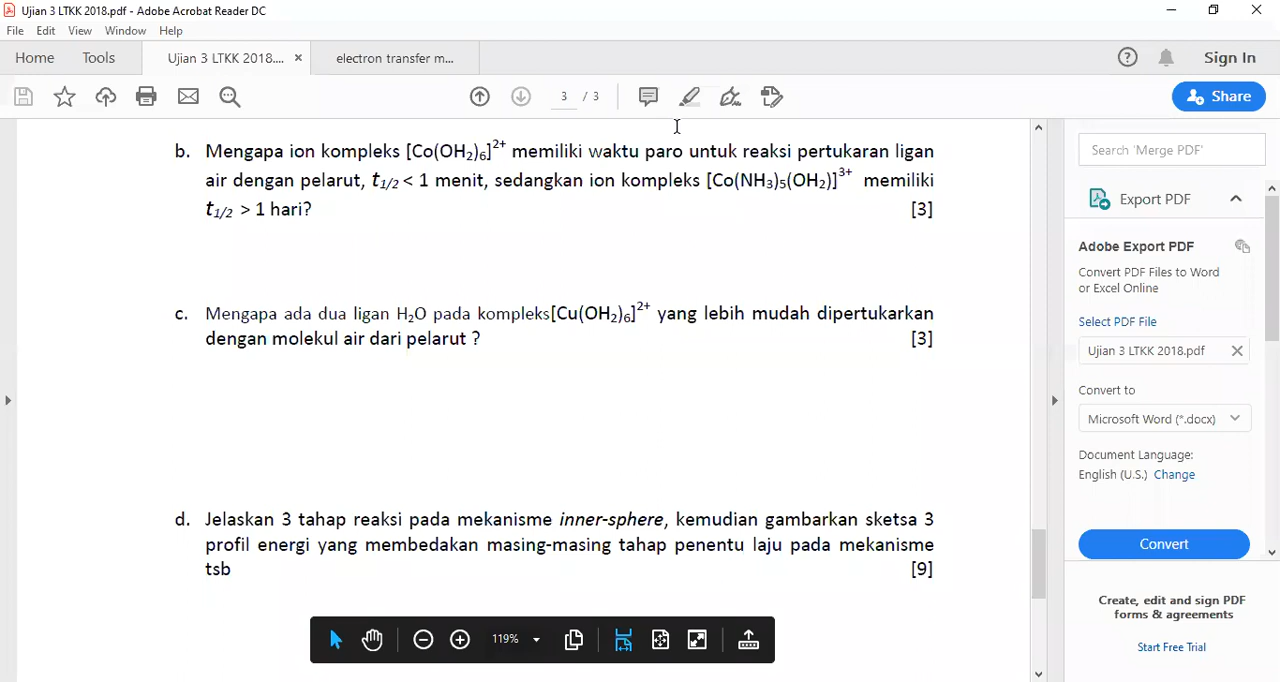 Ujian 3 LTKK 2018.pdf - Adobe Acrobat Reader DC
File Edit View Window Help
Home Tools Ujian 3 LTKK 2018.... × electron transfer m... Sign In
3 / 3 Share
b. Mengapa ion kompleks [Co(OH₂)₆]²⁺ memiliki waktu paro untuk reaksi pertukaran ligan
air dengan pelarut, t₁/₂ < 1 menit, sedangkan ion kompleks [Co(NH₃)₅(OH₂)]³⁺ memiliki
t₁/₂ > 1 hari? [3]
c. Mengapa ada dua ligan H₂O pada kompleks[Cu(OH₂)₆]²⁺ yang lebih mudah dipertukarkan
dengan molekul air dari pelarut ? [3]
d. Jelaskan 3 tahap reaksi pada mekanisme inner-sphere, kemudian gambarkan sketsa 3
profil energi yang membedakan masing-masing tahap penentu laju pada mekanisme
tsb [9]
119%
Search 'Merge PDF'
Export PDF
Adobe Export PDF
Convert PDF Files to Word
or Excel Online
Select PDF File
Ujian 3 LTKK 2018.pdf
Convert to
Microsoft Word (*.docx)
Document Language:
English (U.S.) Change
Convert
Create, edit and sign PDF
forms & agreements
Start Free Trial